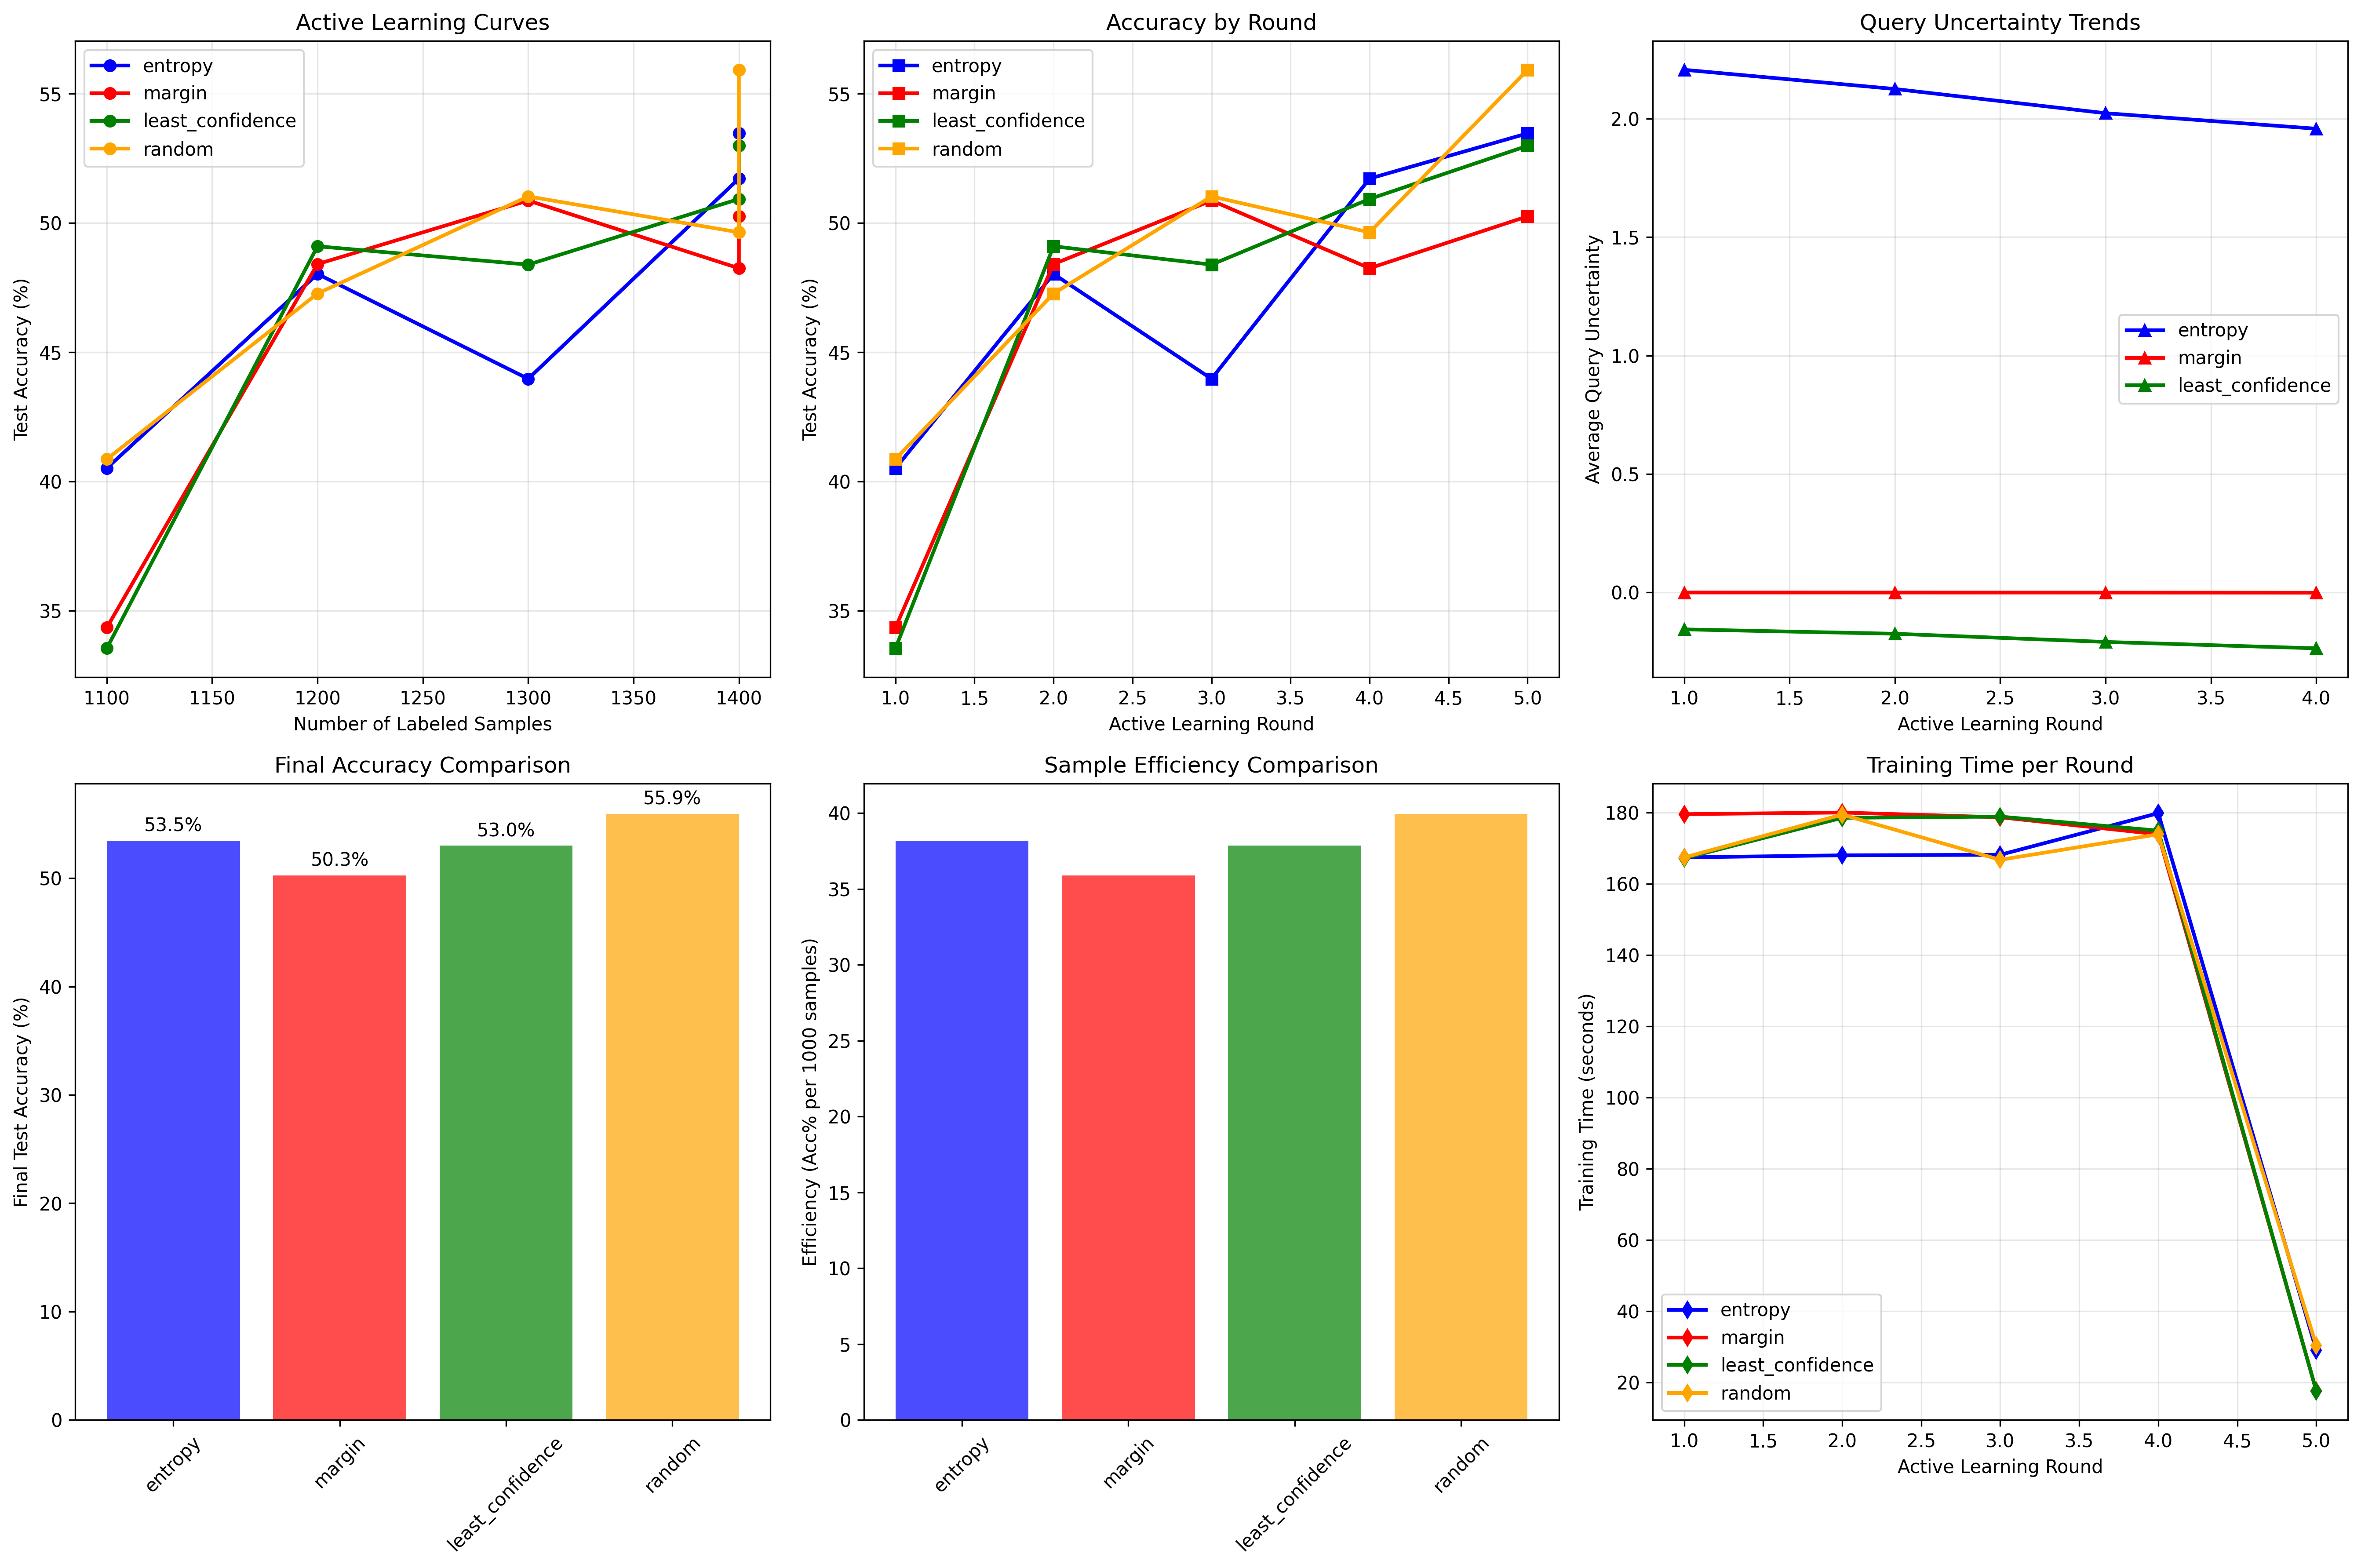 Active Learning Curves
entropy
margin
least_confidence
random
55
50
45
40
35
Test Accuracy (%)
1100
1150
1200
1250
1300
1350
1400
Number of Labeled Samples
Accuracy by Round
entropy
margin
least_confidence
random
55
50
45
40
35
Test Accuracy (%)
1.0
1.5
2.0
2.5
3.0
3.5
4.0
4.5
5.0
Active Learning Round
Query Uncertainty Trends
entropy
margin
least_confidence
2.0
1.5
1.0
0.5
0.0
Average Query Uncertainty
1.0
1.5
2.0
2.5
3.0
3.5
4.0
Active Learning Round
Final Accuracy Comparison
53.5%
50.3%
53.0%
55.9%
50
40
30
20
10
0
Final Test Accuracy (%)
entropy
margin
least_confidence
random
Sample Efficiency Comparison
40
35
30
25
20
15
10
5
0
Efficiency (Acc% per 1000 samples)
entropy
margin
least_confidence
random
Training Time per Round
180
160
140
120
100
80
60
40
20
Training Time (seconds)
entropy
margin
least_confidence
random
1.0
1.5
2.0
2.5
3.0
3.5
4.0
4.5
5.0
Active Learning Round